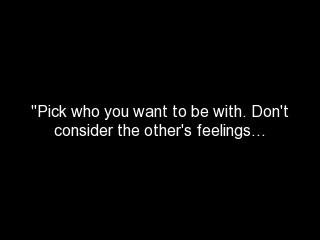 "Pick who you want to be with. Don't
consider the other's feelings…